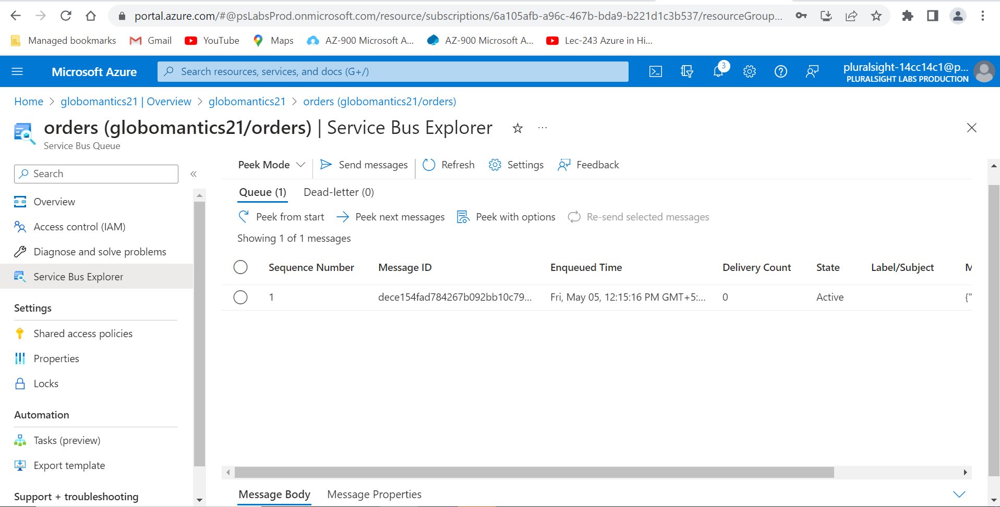 portal.azure.com/#@psLabsProd.onmicrosoft.com/resource/subscriptions/6a105afb-a96c-467b-bda9-b221d1c3b537/resourceGroup...
Managed bookmarks Gmail YouTube Maps AZ-900 Microsoft A... AZ-900 Microsoft A... Lec-243 Azure in Hi...
Microsoft Azure Search resources, services, and docs (G+/) 3 pluralsight-14cc14c1@p...
PLURALSIGHT LABS PRODUCTION
Home > globomantics21 | Overview > globomantics21 > orders (globomantics21/orders)
orders (globomantics21/orders) | Service Bus Explorer ...
Service Bus Queue
Search «
Overview
Access control (IAM)
Diagnose and solve problems
Service Bus Explorer
Settings
Shared access policies
Properties
Locks
Automation
Tasks (preview)
Export template
Support + troubleshooting
Peek Mode Send messages Refresh Settings Feedback
Queue (1) Dead-letter (0)
Peek from start Peek next messages Peek with options Re-send selected messages
Showing 1 of 1 messages
Sequence Number Message ID Enqueued Time Delivery Count State Label/Subject M
1 dece154fad784267b092bb10c79... Fri, May 05, 12:15:16 PM GMT+5:... 0 Active {"
Message Body Message Properties